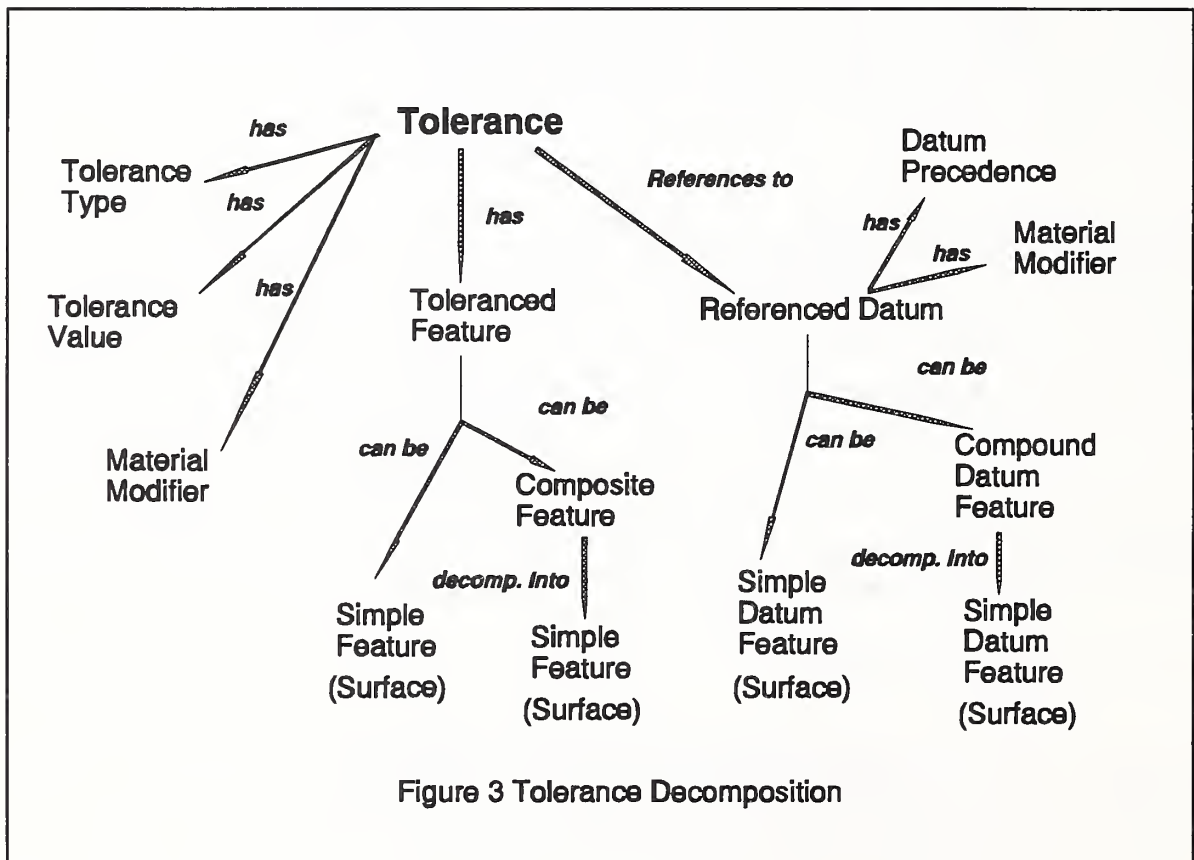 Tolerance
has
Tolerance
Type
has
Tolerance
Value
has
Material
Modifier
has
Toleranced
Feature
can be
can be
Simple
Feature
(Surface)
Composite
Feature
decomp. Into
Simple
Feature
(Surface)
References to
Referenced Datum
has
Datum
Precedence
has
Material
Modifier
can be
can be
Simple
Datum
Feature
(Surface)
Compound
Datum
Feature
decomp. Into
Simple
Datum
Feature
(Surface)
Figure 3 Tolerance Decomposition